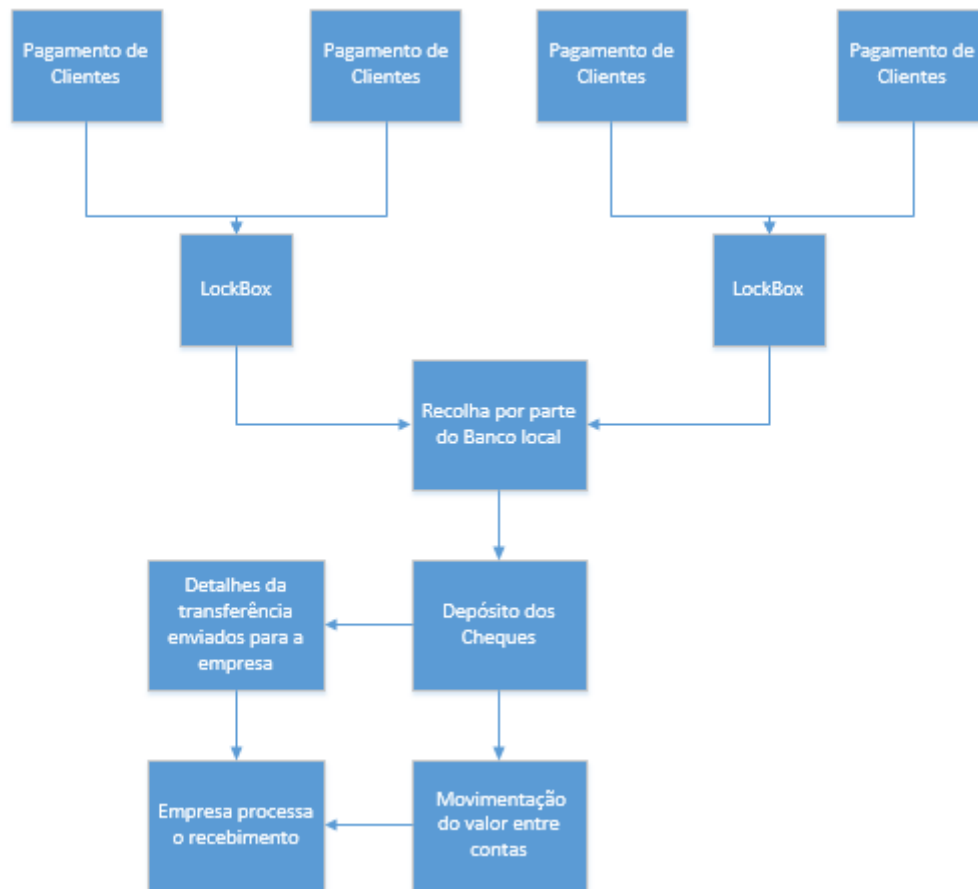 Pagamento de
Clientes
Pagamento de
Clientes
Pagamento de
Clientes
Pagamento de
Clientes
LockBox
LockBox
Recolha por parte
do Banco local
Detalhes da
transferência
enviados para a
empresa
Depósito dos
Cheques
Empresa processa
o recebimento
Movimentação
do valor entre
contas